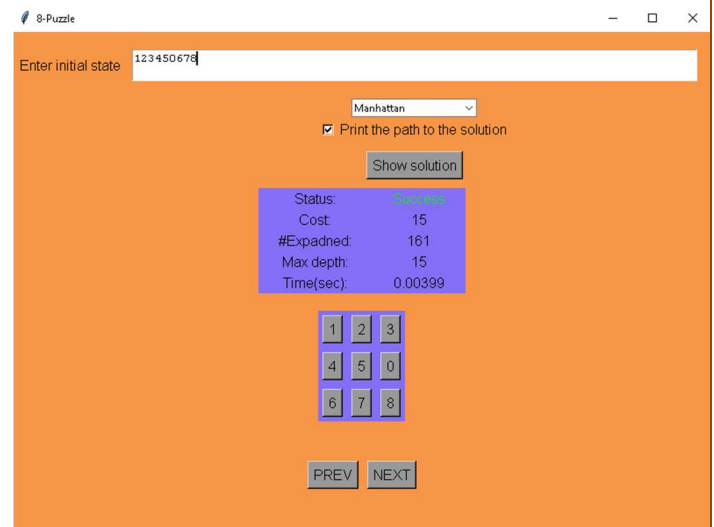 8-Puzzle
Enter initial state 123450678
Manhattan
Print the path to the solution
Show solution
Status: Success
Cost: 15
#Expadned: 161
Max depth: 15
Time(sec): 0.00399
1 2 3
4 5 0
6 7 8
PREV NEXT